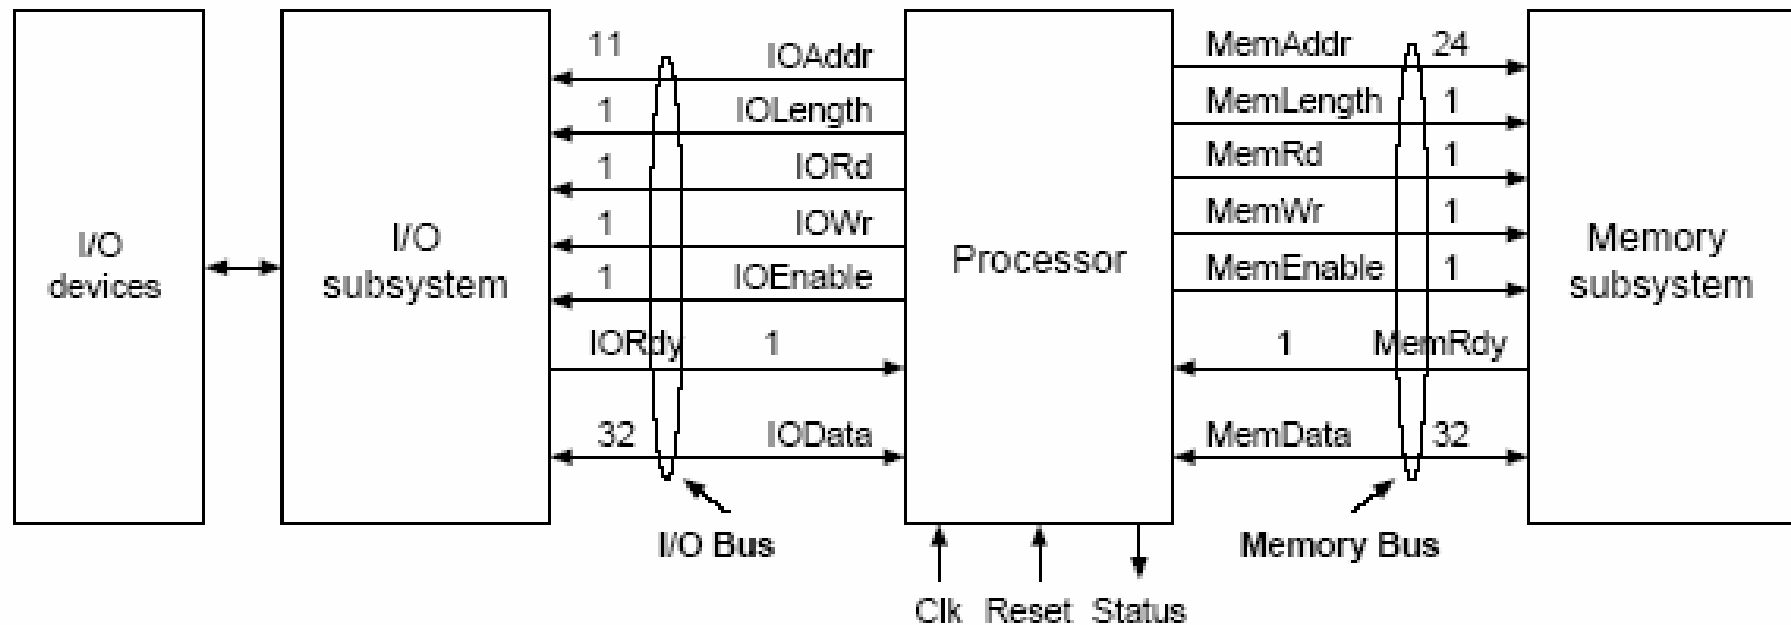 I/O
devices
I/O
subsystem
11 IOAddr
1 IOLength
1 IORd
1 IOWr
1 IOEnable
IORdy 1
32 IOData
I/O Bus
Processor
Clk Reset Status
MemAddr 24
MemLength 1
MemRd 1
MemWr 1
MemEnable 1
1 MemRdy
MemData 32
Memory Bus
Memory
subsystem